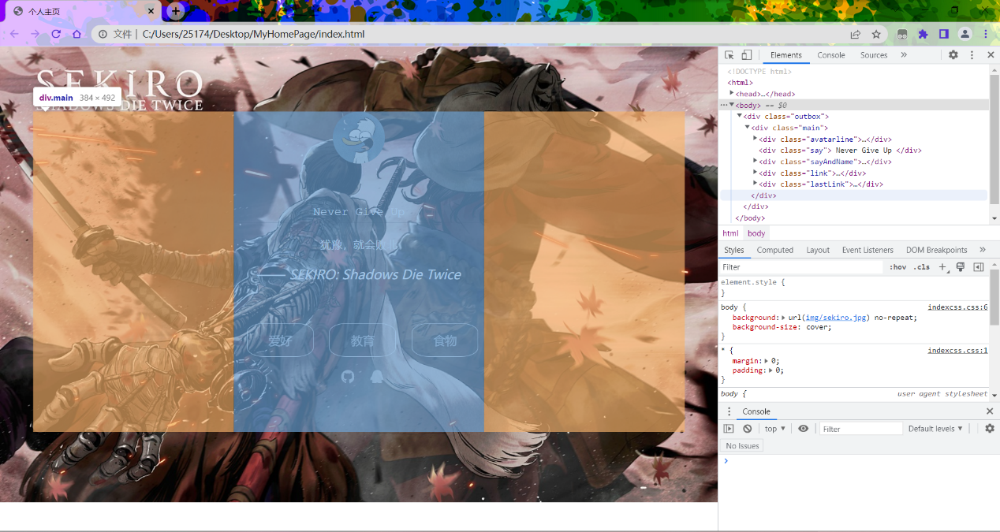 个人主页
文件 | C:/Users/25174/Desktop/MyHomePage/index.html
SEKIRO
SHADOWS DIE TWICE
div.main 384 × 492
Never Give Up
犹豫，就会败北
—— SEKIRO: Shadows Die Twice
爱好 教育 食物
Elements Console Sources »
<!DOCTYPE html>
<html>
<head>…</head>
<body> == $0
<div class="outbox">
<div class="main">
<div class="avatarline">…</div>
<div class="say"> Never Give Up </div>
<div class="sayAndName">…</div>
<div class="link">…</div>
<div class="lastLink">…</div>
</div>
</div>
</body>
html body
Styles Computed Layout Event Listeners DOM Breakpoints »
Filter :hov .cls +
element.style {
}
body { indexcss.css:6
background: url(img/sekiro.jpg) no-repeat;
background-size: cover;
}
* { indexcss.css:1
margin: 0;
padding: 0;
}
body { user agent stylesheet
Console
top ▼ Filter Default levels ▼
No Issues